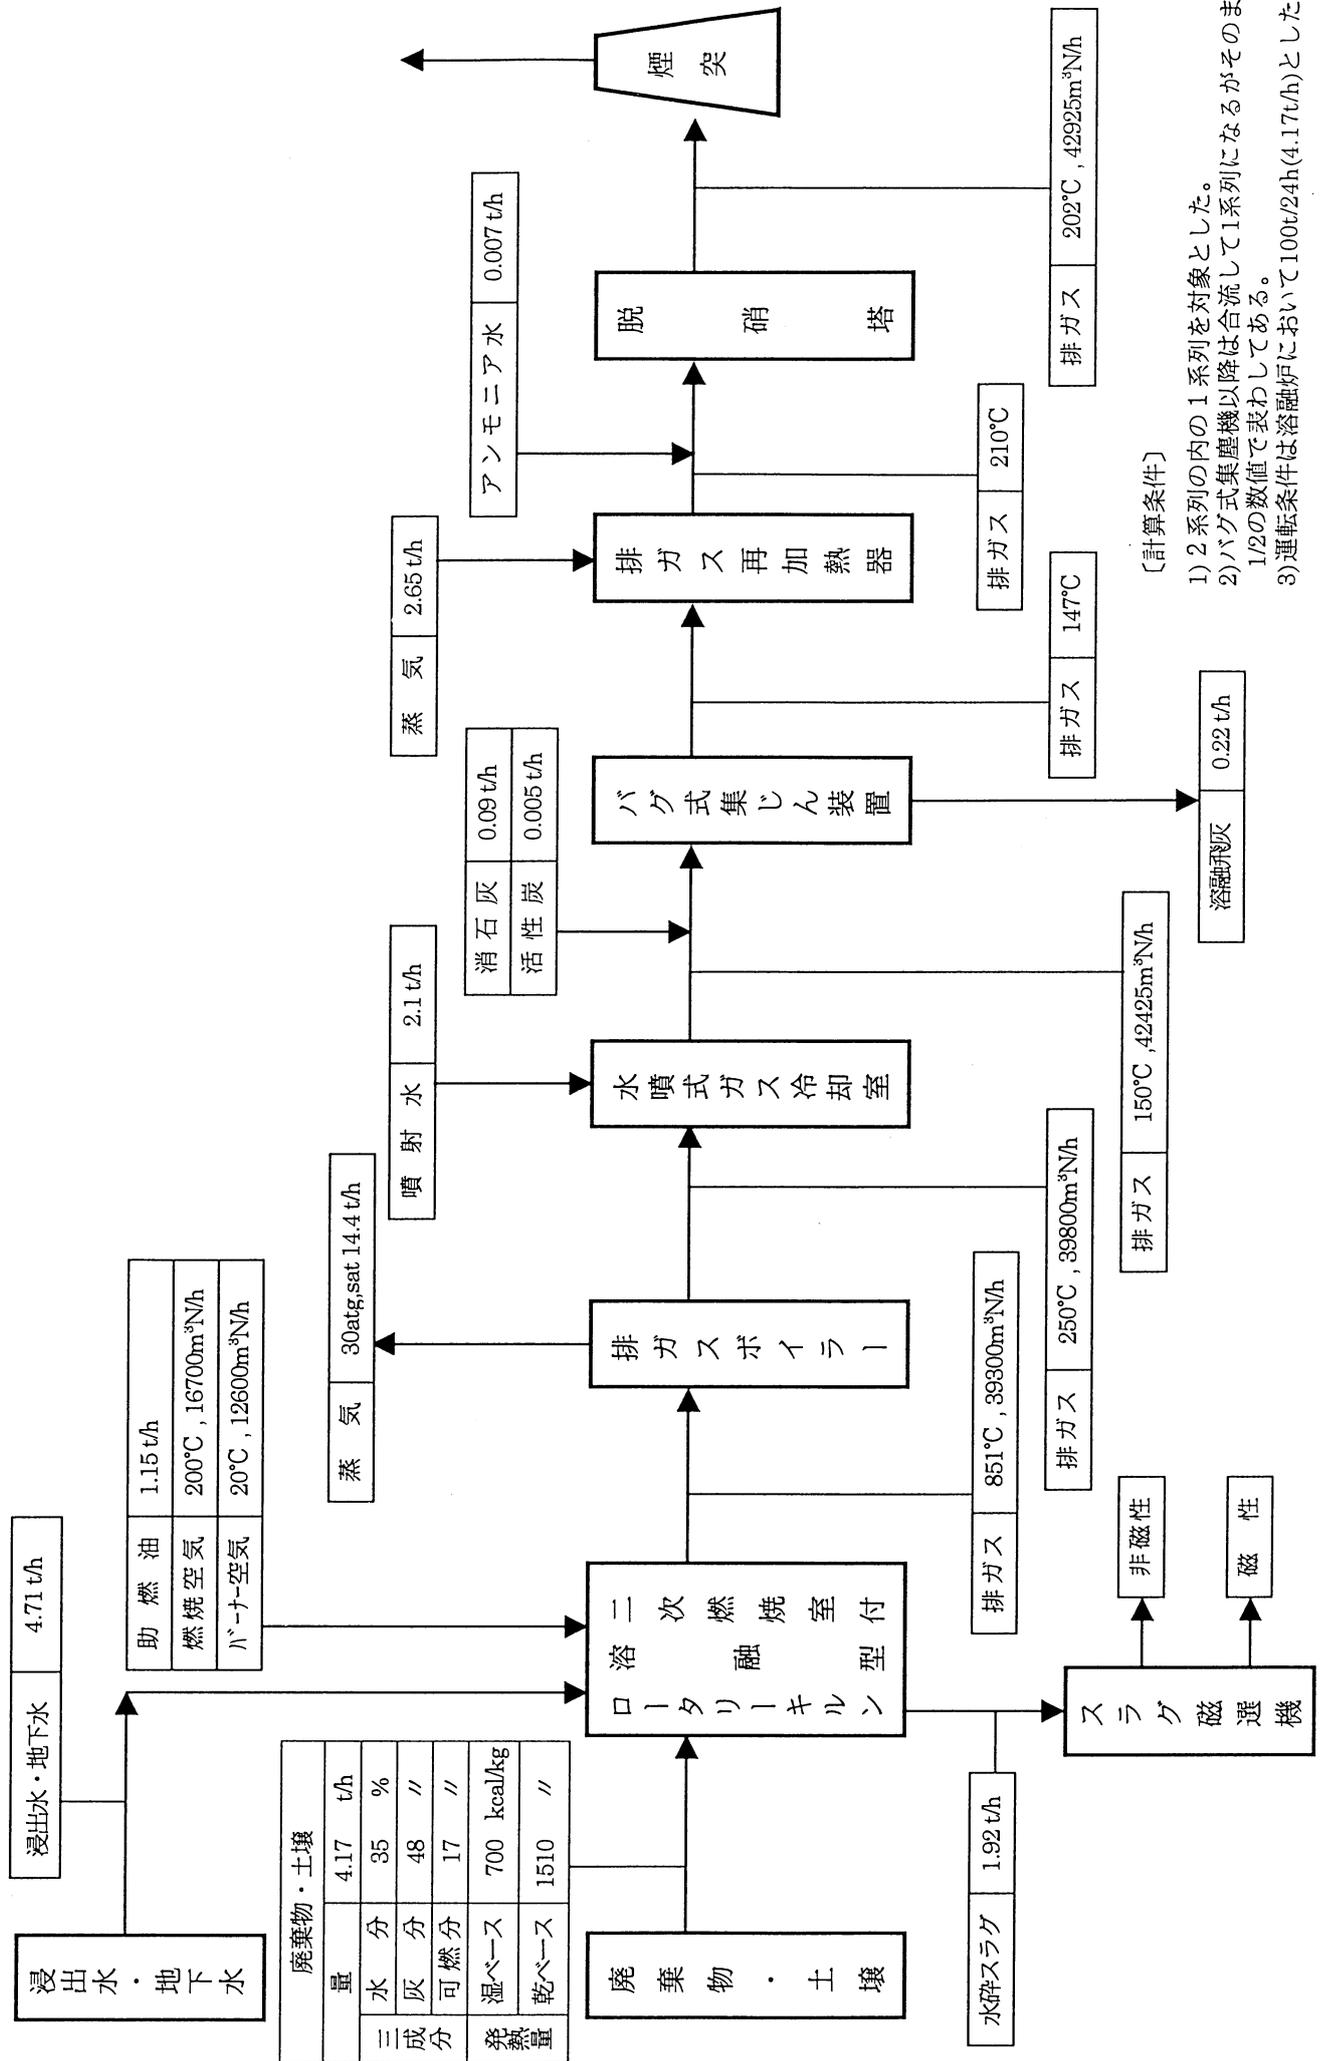 浸出水・地下水
浸出水・地下水 4.71t/h
助燃油 1.15t/h
燃焼空気 200℃，16700m³N/h
バーナー空気 20℃，12600m³N/h
廃棄物・土壌
量 4.17 t/h
三成分
水分 35 %
灰分 48 〃
可燃分 17 〃
発熱量
湿ベース 700 kcal/kg
乾ベース 1510 〃
廃棄物・土壌
二次燃焼室付
溶融型
ロータリーキルン
水砕スラグ 1.92t/h
スラグ磁選機
非磁性
磁性
排ガス 851℃，39300m³N/h
蒸気 30atg,sat 14.4t/h
排ガスボイラー
排ガス 250℃，39800m³N/h
噴射水 2.1t/h
水噴式ガス冷却室
排ガス 150℃，42425m³N/h
消石灰 0.09t/h
活性炭 0.005t/h
バグ式集じん装置
溶融飛灰 0.22t/h
排ガス 147℃
蒸気 2.65t/h
排ガス再加熱器
排ガス 210℃
アンモニア水 0.007t/h
脱硝塔
排ガス 202℃，42925m³N/h
煙突
〔計算条件〕
1)2系列の内の1系列を対象とした。
2)バグ式集塵機以降は合流して1系列になるがそのま
1/2の数値で表わしてある。
3)運転条件は溶融炉において100t/24h(4.17t/h)とした